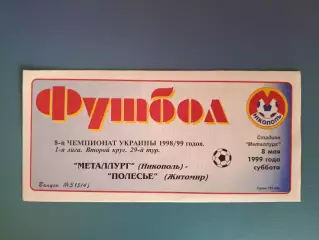 Футбол
НІКОПОЛЬ
8-й ЧЕМПИОНАТ УКРАИНЫ 1998/99 годов.
1-я лига. Второй круг. 29-й тур.
"МЕТАЛЛУРГ" (Никополь) -
"ПОЛЕСЬЕ" (Житомир)
Стадион
"Металлург"
8 мая
1999 года
суббота